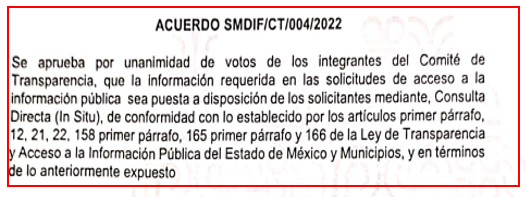 ACUERDO SMDIF/CT/004/2022
Se aprueba por unanimidad de votos de los integrantes del Comité de
Transparencia, que la información requerida en las solicitudes de acceso a la
información pública sea puesta a disposición de los solicitantes mediante, Consulta
Directa (In Situ), de conformidad con lo establecido por los artículos primer párrafo,
12, 21, 22, 158 primer párrafo, 165 primer párrafo y 166 de la Ley de Transparencia
y Acceso a la Información Pública del Estado de México y Municipios, y en términos
de lo anteriormente expuesto